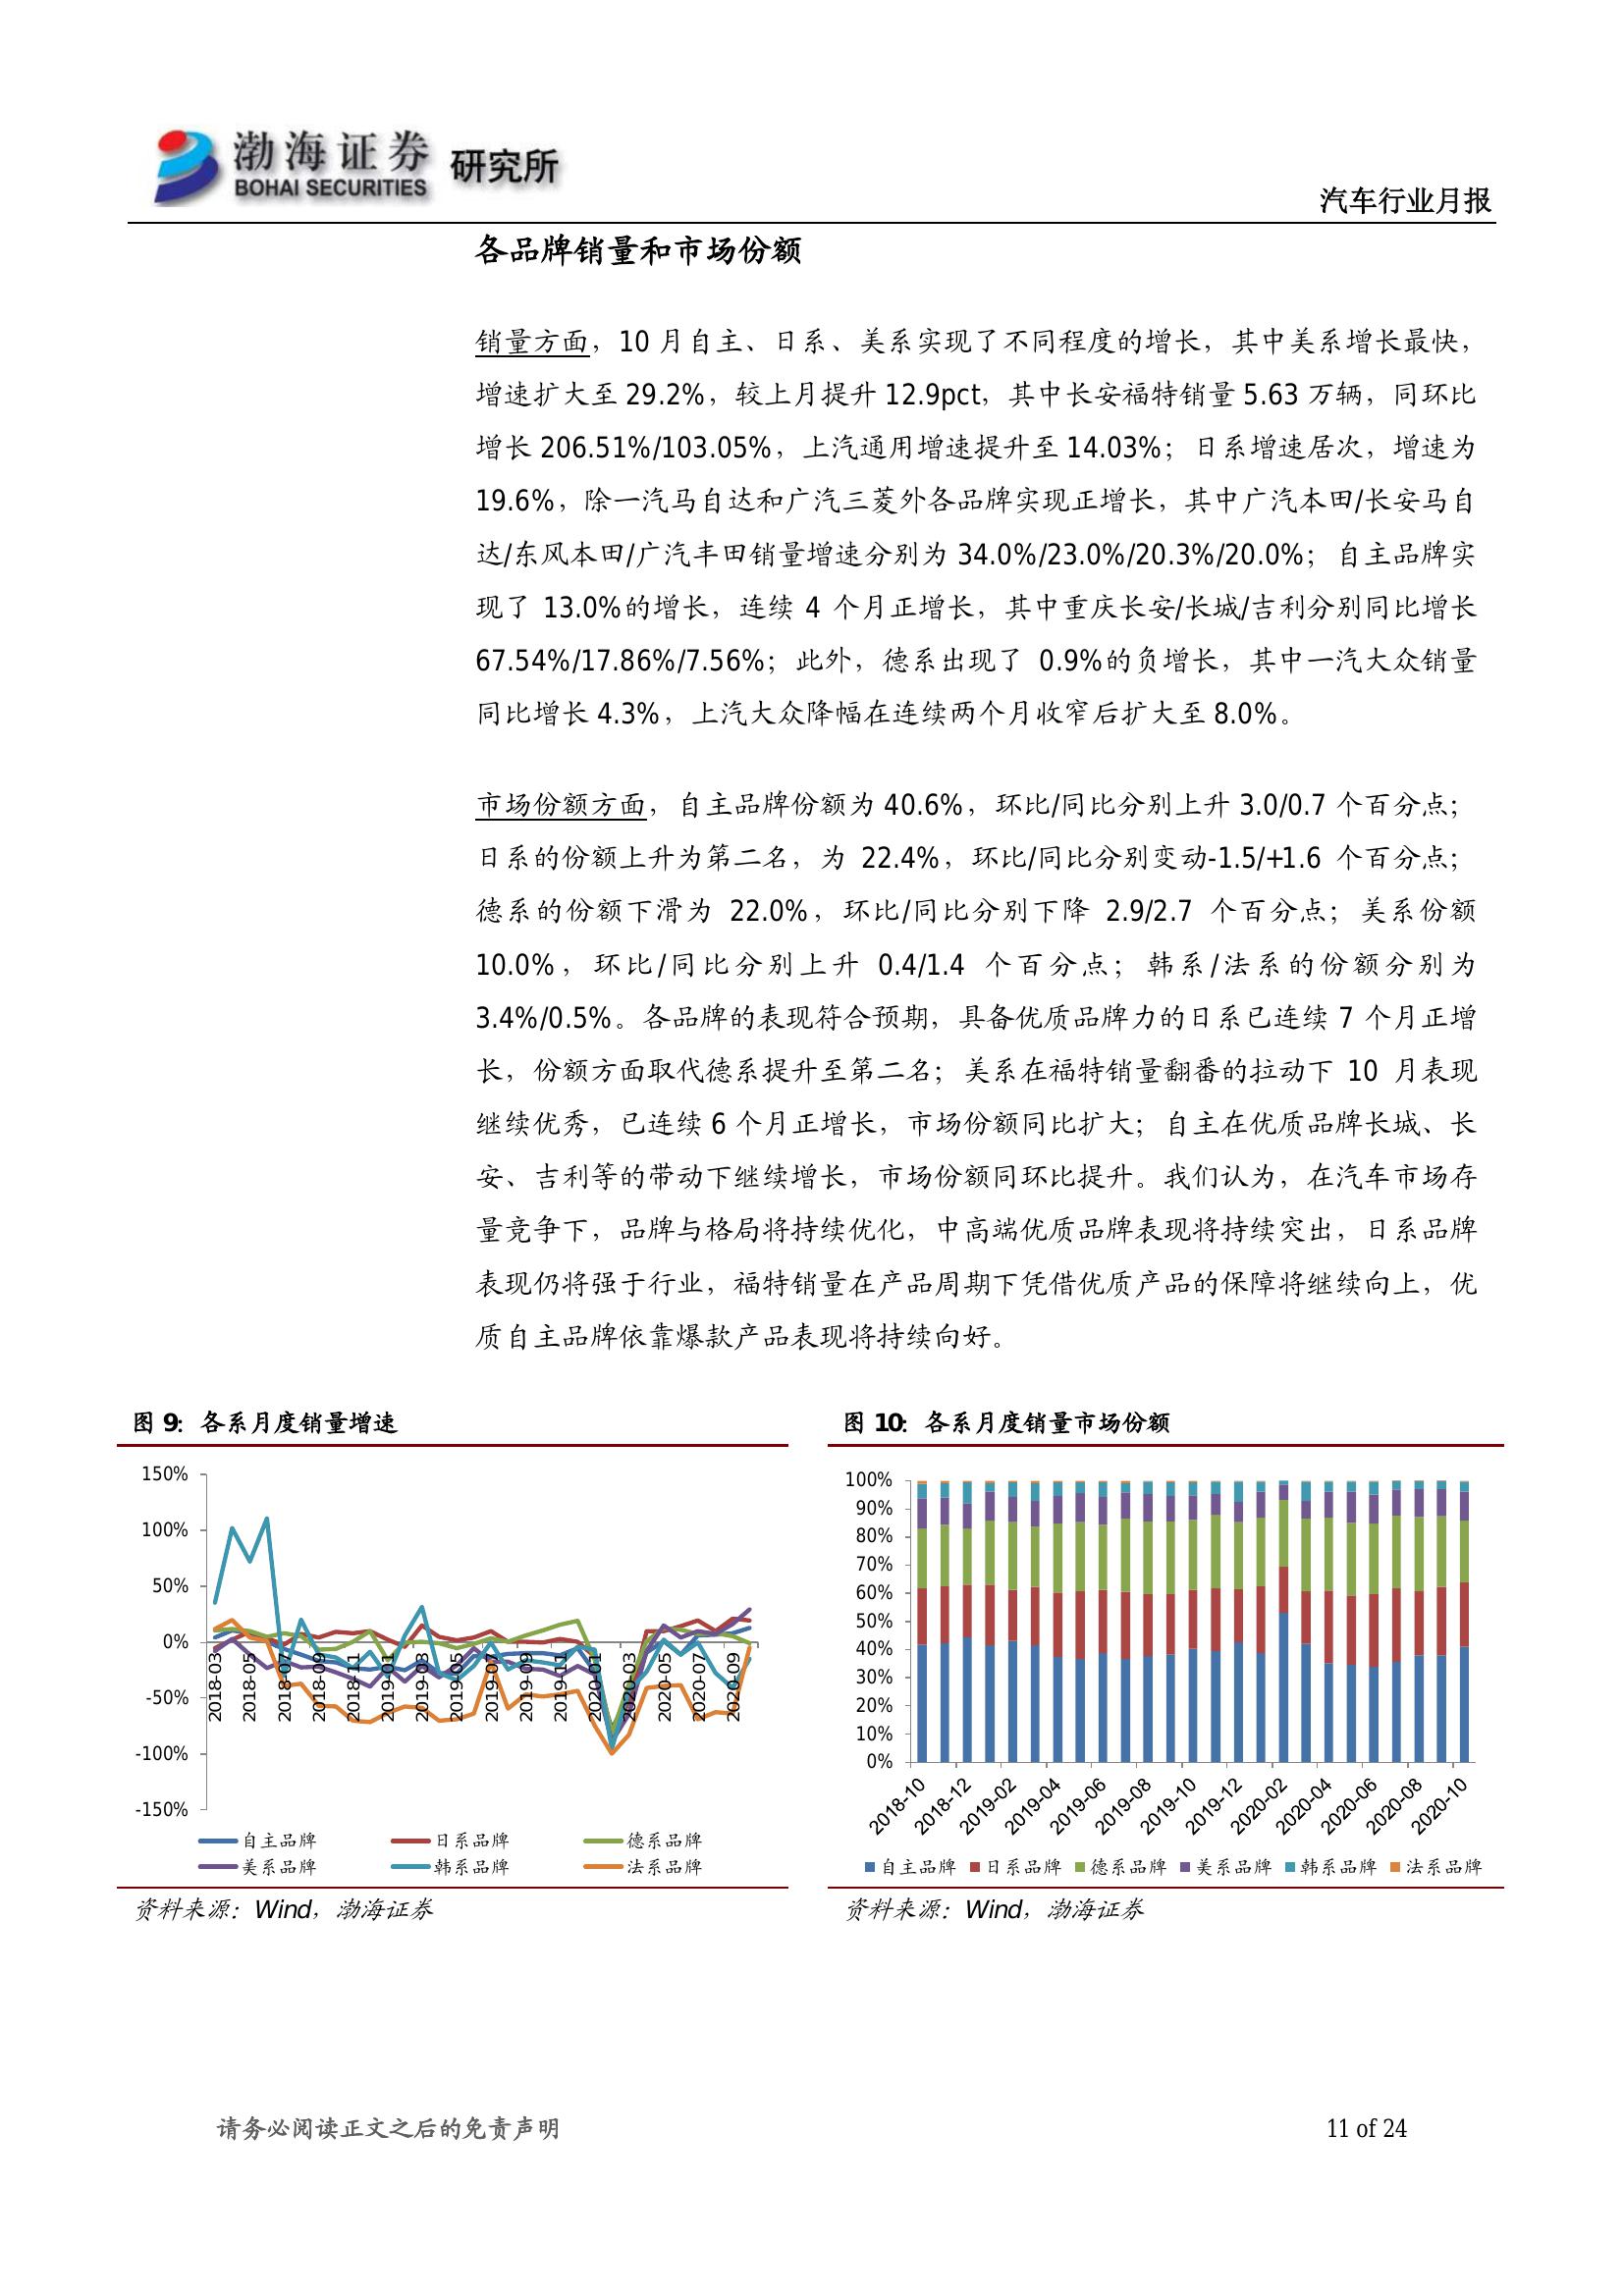 渤海证券 研究所
BOHAI SECURITIES
汽车行业月报
各品牌销量和市场份额
销量方面，10 月自主、日系、美系实现了不同程度的增长，其中美系增长最快，
增速扩大至 29.2%，较上月提升 12.9pct，其中长安福特销量 5.63 万辆，同环比
增长 206.51%/103.05%，上汽通用增速提升至 14.03%；日系增速居次，增速为
19.6%，除一汽马自达和广汽三菱外各品牌实现正增长，其中广汽本田/长安马自
达/东风本田/广汽丰田销量增速分别为 34.0%/23.0%/20.3%/20.0%；自主品牌实
现了 13.0%的增长，连续 4 个月正增长，其中重庆长安/长城/吉利分别同比增长
67.54%/17.86%/7.56%；此外，德系出现了 0.9%的负增长，其中一汽大众销量
同比增长 4.3%，上汽大众降幅在连续两个月收窄后扩大至 8.0%。
市场份额方面，自主品牌份额为 40.6%，环比/同比分别上升 3.0/0.7 个百分点；
日系的份额上升为第二名，为 22.4%，环比/同比分别变动-1.5/+1.6 个百分点；
德系的份额下滑为 22.0%，环比/同比分别下降 2.9/2.7 个百分点；美系份额
10.0%，环比/同比分别上升 0.4/1.4 个百分点；韩系/法系的份额分别为
3.4%/0.5%。各品牌的表现符合预期，具备优质品牌力的日系已连续 7 个月正增
长，份额方面取代德系提升至第二名；美系在福特销量翻番的拉动下 10 月表现
继续优秀，已连续 6 个月正增长，市场份额同比扩大；自主在优质品牌长城、长
安、吉利等的带动下继续增长，市场份额同环比提升。我们认为，在汽车市场存
量竞争下，品牌与格局将持续优化，中高端优质品牌表现将持续突出，日系品牌
表现仍将强于行业，福特销量在产品周期下凭借优质产品的保障将继续向上，优
质自主品牌依靠爆款产品表现将持续向好。
图 9：各系月度销量增速
150%
100%
50%
0%
-50%
-100%
-150%
2018-03
2018-05
2018-07
2018-09
2018-11
2019-01
2019-03
2019-05
2019-07
2019-09
2019-11
2020-01
2020-03
2020-05
2020-07
2020-09
自主品牌 日系品牌 德系品牌
美系品牌 韩系品牌 法系品牌
资料来源：Wind，渤海证券
图 10：各系月度销量市场份额
100%
90%
80%
70%
60%
50%
40%
30%
20%
10%
0%
2018-10
2018-12
2019-02
2019-04
2019-06
2019-08
2019-10
2019-12
2020-02
2020-04
2020-06
2020-08
2020-10
自主品牌 日系品牌 德系品牌 美系品牌 韩系品牌 法系品牌
资料来源：Wind，渤海证券
请务必阅读正文之后的免责声明
11 of 24